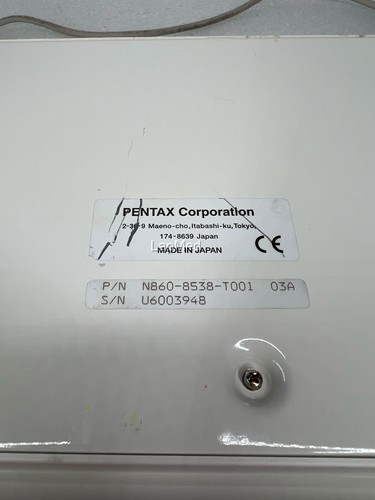 PENTAX Corporation
2-36-9 Maeno-cho,Itabashi-ku,Tokyo,
174-8639 Japan
LabMed
MADE IN JAPAN
CE
P/N N860-8538-T001 03A
S/N U6003948